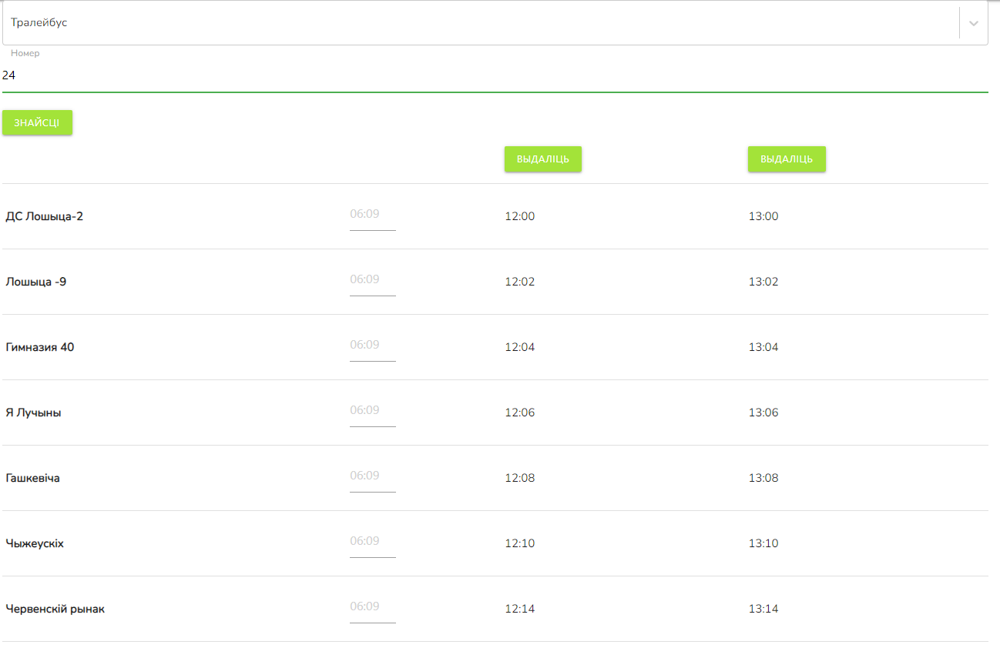 Тралейбус
Номер
24
ЗНАЙСЦІ
ВЫДАЛІЦЬ ВЫДАЛІЦЬ
ДС Лошыца-2 06:09 12:00 13:00
Лошыца -9 06:09 12:02 13:02
Гимназия 40 06:09 12:04 13:04
Я Лучыны 06:09 12:06 13:06
Гашкевіча 06:09 12:08 13:08
Чыжеускіх 06:09 12:10 13:10
Червенскій рынак 06:09 12:14 13:14